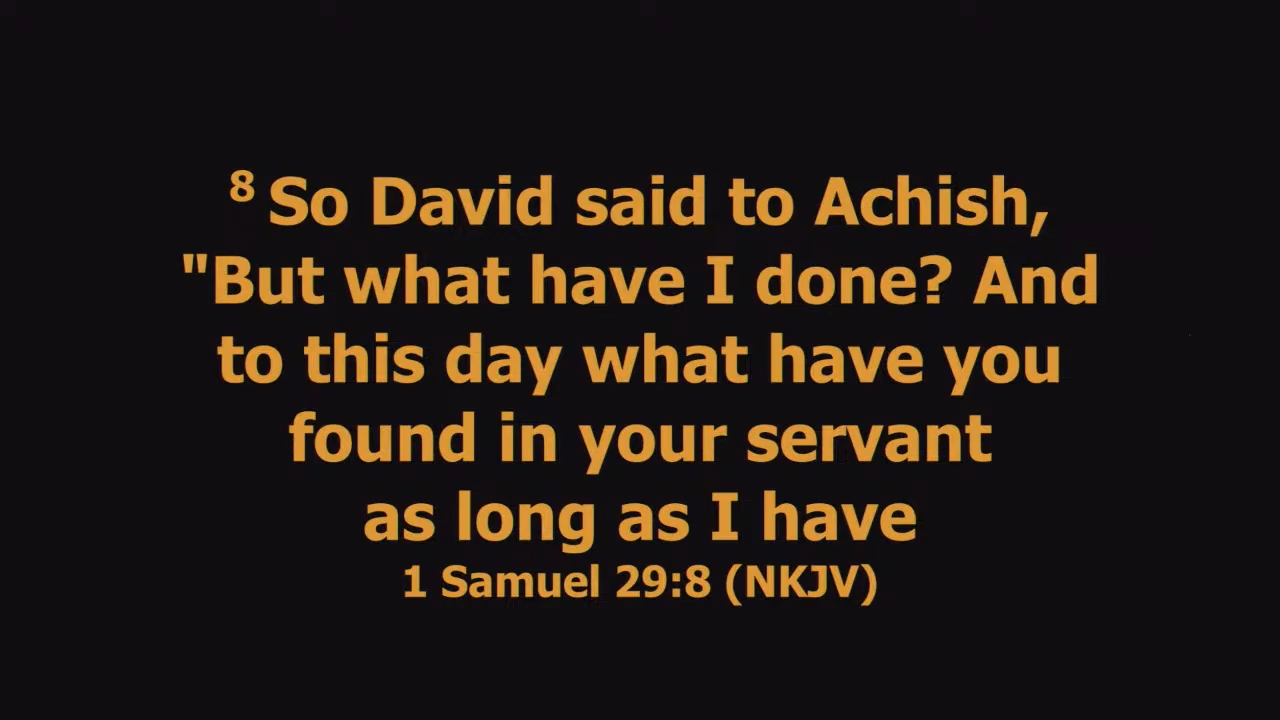 8 So David said to Achish,
"But what have I done? And
to this day what have you
found in your servant
as long as I have
1 Samuel 29:8 (NKJV)